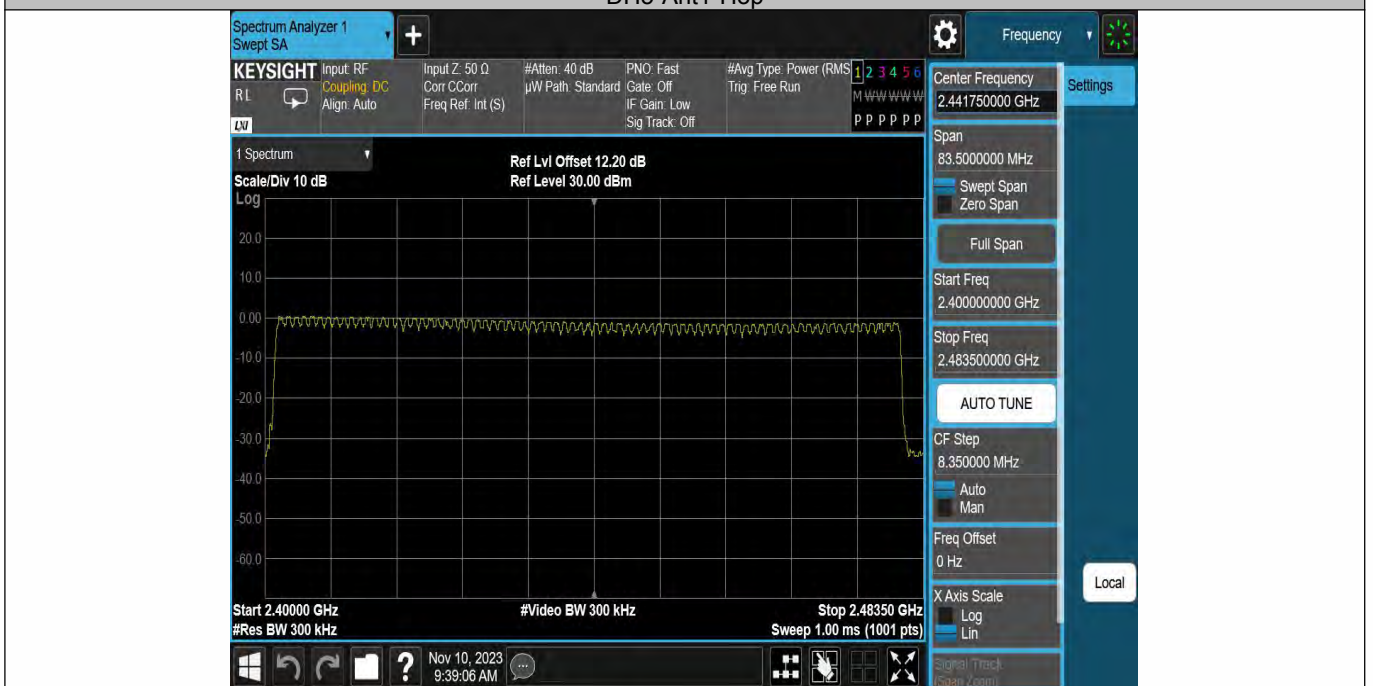 Spectrum Analyzer 1
Swept SA
+
Frequency
KEYSIGHT
RL
LXI
Input: RF
Coupling: DC
Align: Auto
Input Z: 50 Ω
Corr CCorr
Freq Ref: Int (S)
#Atten: 40 dB
µW Path: Standard
PNO: Fast
Gate: Off
IF Gain: Low
Sig Track: Off
#Avg Type: Power (RMS
Trig: Free Run
1 2 3 4 5 6
M W W W W W
P P P P P P
Center Frequency
2.441750000 GHz
Settings
Span
83.5000000 MHz
Swept Span
Zero Span
Full Span
Start Freq
2.400000000 GHz
Stop Freq
2.483500000 GHz
AUTO TUNE
CF Step
8.350000 MHz
Auto
Man
Freq Offset
0 Hz
X Axis Scale
Log
Lin
Signal Track
(Span Zoom)
Local
1 Spectrum
Scale/Div 10 dB
Ref Lvl Offset 12.20 dB
Ref Level 30.00 dBm
Log
20.0
10.0
0.00
-10.0
-20.0
-30.0
-40.0
-50.0
-60.0
Start 2.40000 GHz
#Video BW 300 kHz
Stop 2.48350 GHz
#Res BW 300 kHz
Sweep 1.00 ms (1001 pts)
?
Nov 10, 2023
9:39:06 AM